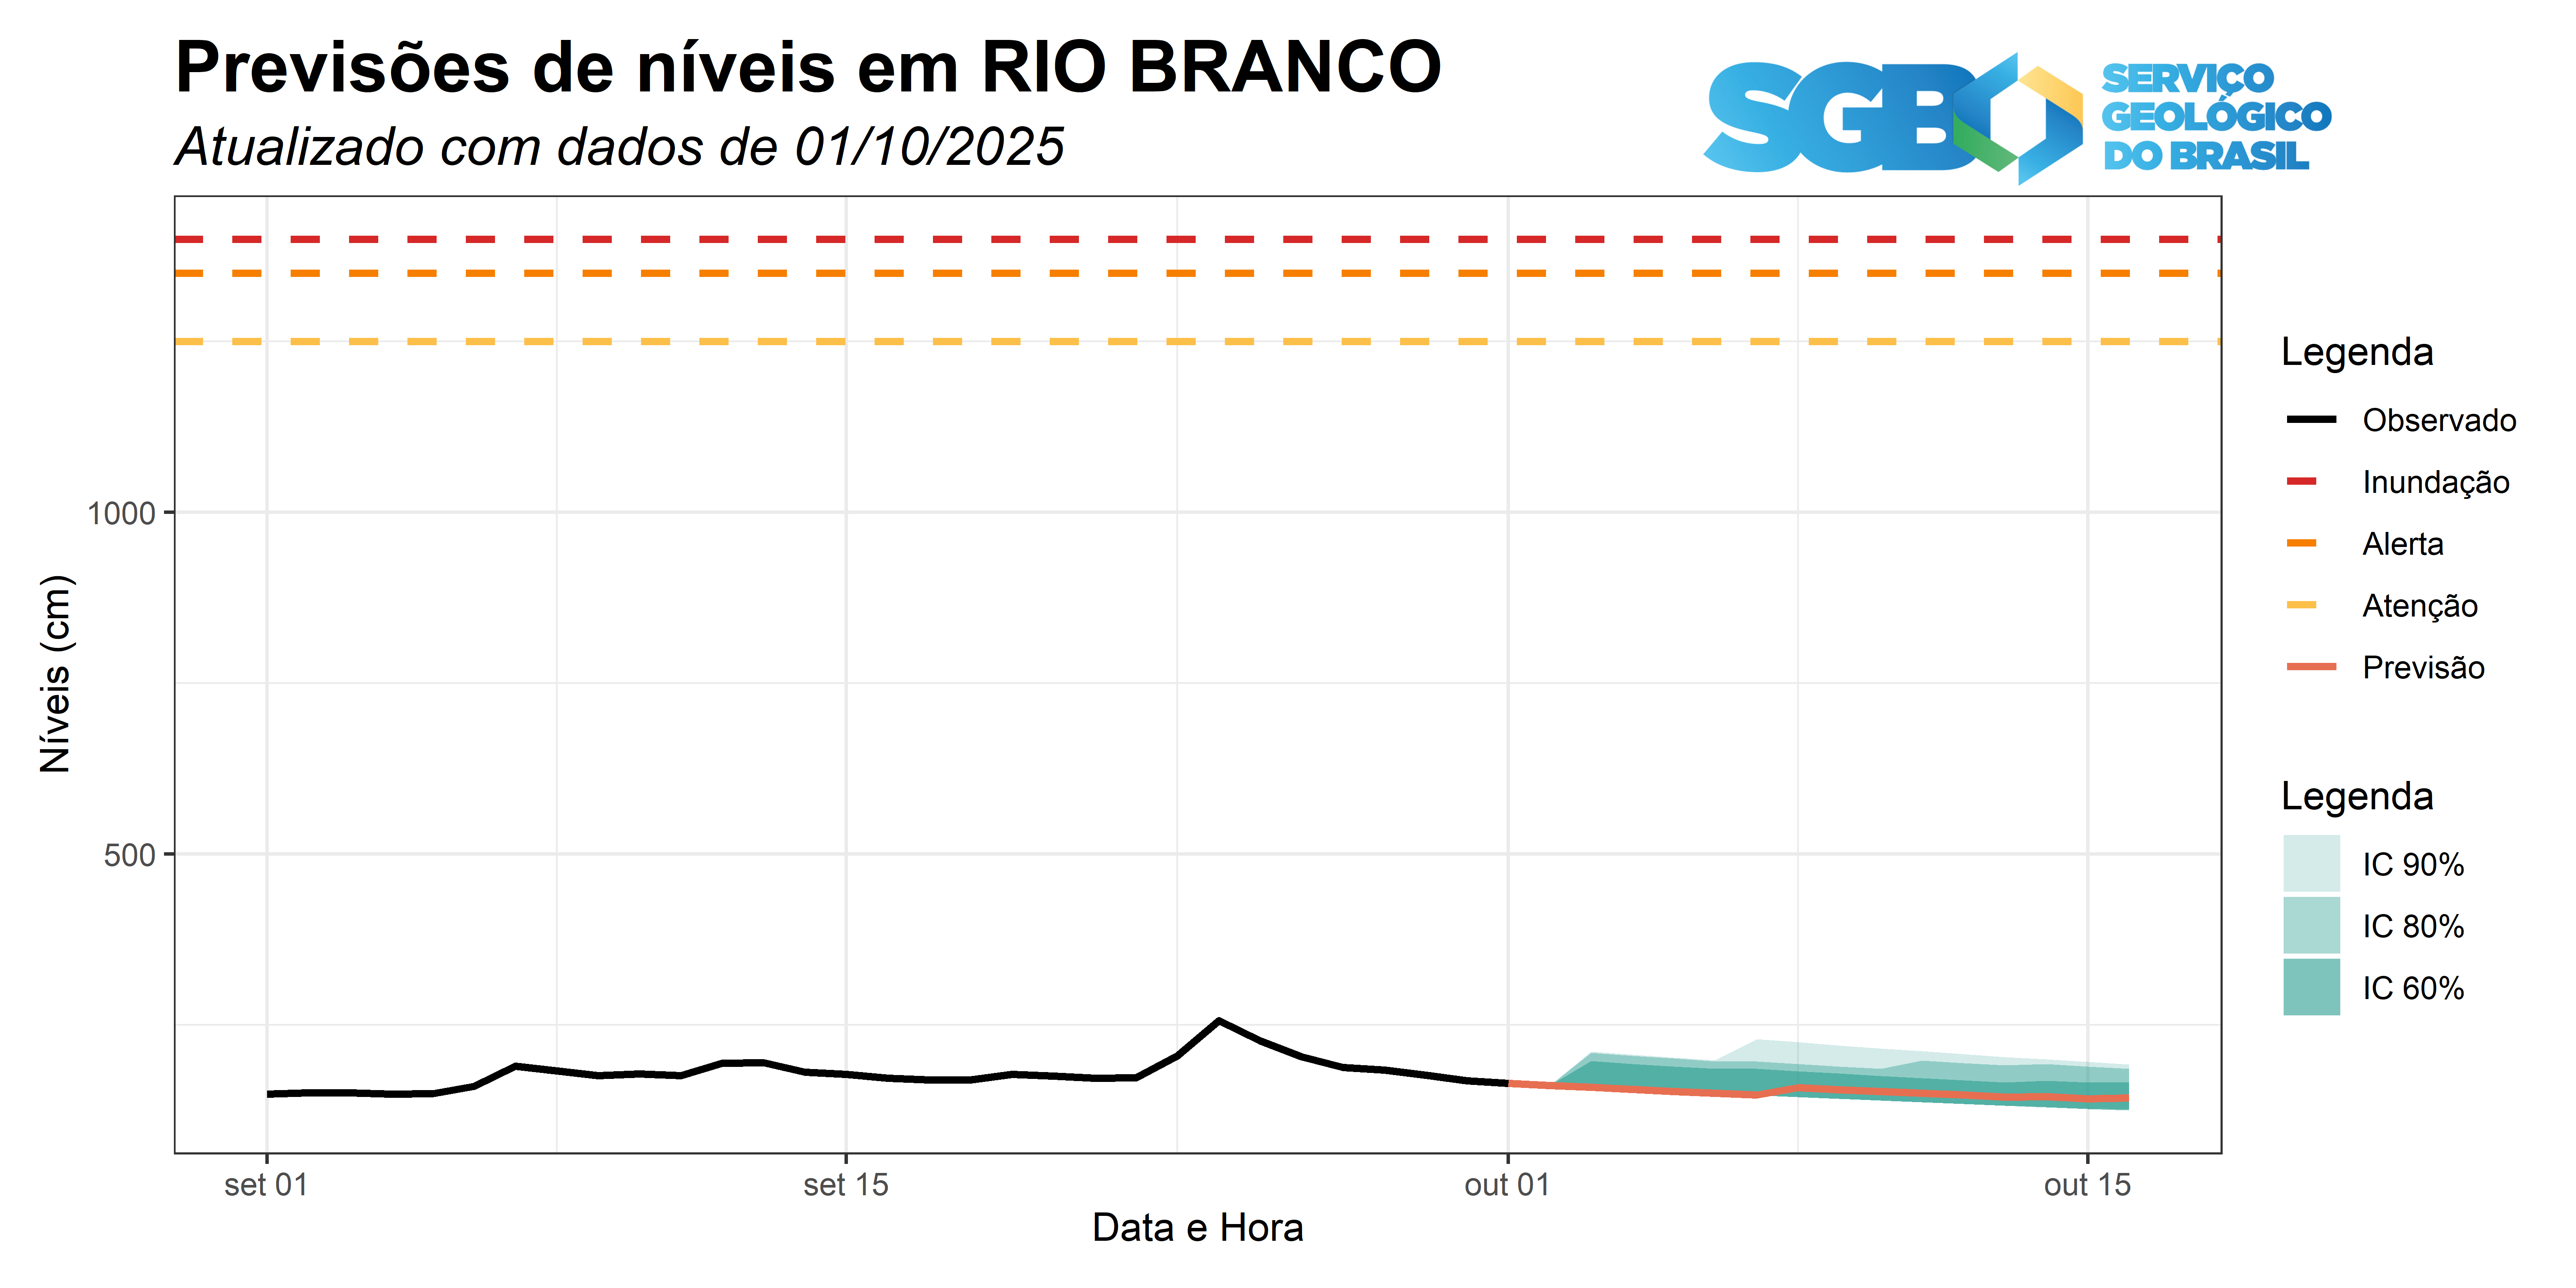 Previsões de níveis em RIO BRANCO
Atualizado com dados de 01/10/2025
SGB
SERVIÇO
GEOLÓGICO
DO BRASIL
Níveis (cm)
1000
500
set 01
set 15
out 01
out 15
Data e Hora
Legenda
Observado
Inundação
Alerta
Atenção
Previsão
Legenda
IC 90%
IC 80%
IC 60%